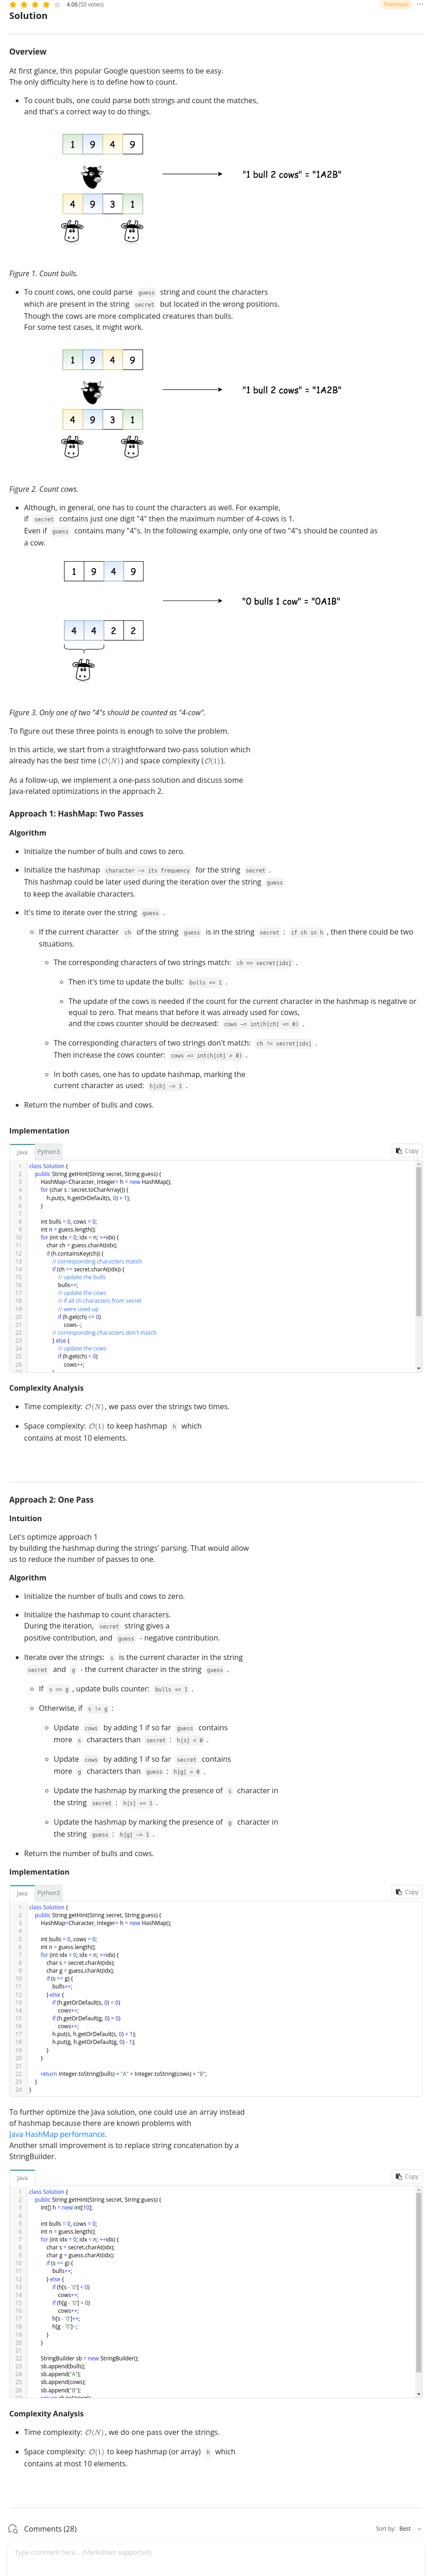 4.06 (50 votes)
Premium
Solution
Overview
At first glance, this popular Google question seems to be easy.
The only difficulty here is to define how to count.
To count bulls, one could parse both strings and count the matches,
and that's a correct way to do things.
1 9 4 9
"1 bull 2 cows" = "1A2B"
4 9 3 1
Figure 1. Count bulls.
To count cows, one could parse guess string and count the characters
which are present in the string secret but located in the wrong positions.
Though the cows are more complicated creatures than bulls.
For some test cases, it might work.
1 9 4 9
"1 bull 2 cows" = "1A2B"
4 9 3 1
Figure 2. Count cows.
Although, in general, one has to count the characters as well. For example,
if secret contains just one digit "4" then the maximum number of 4-cows is 1.
Even if guess contains many "4"s. In the following example, only one of two "4"s should be counted as
a cow.
1 9 4 9
"0 bulls 1 cow" = "0A1B"
4 4 2 2
Figure 3. Only one of two "4"s should be counted as "4-cow".
To figure out these three points is enough to solve the problem.
In this article, we start from a straightforward two-pass solution which
already has the best time (O(N)) and space complexity (O(1)).
As a follow-up, we implement a one-pass solution and discuss some
Java-related optimizations in the approach 2.
Approach 1: HashMap: Two Passes
Algorithm
Initialize the number of bulls and cows to zero.
Initialize the hashmap character -> its frequency for the string secret .
This hashmap could be later used during the iteration over the string guess
to keep the available characters.
It's time to iterate over the string guess .
If the current character ch of the string guess is in the string secret : if ch in h , then there could be two
situations.
The corresponding characters of two strings match: ch == secret[idx] .
Then it's time to update the bulls: bulls += 1 .
The update of the cows is needed if the count for the current character in the hashmap is negative or
equal to zero. That means that before it was already used for cows,
and the cows counter should be decreased: cows -= int(h[ch] <= 0) .
The corresponding characters of two strings don't match: ch != secret[idx] .
Then increase the cows counter: cows += int(h[ch] > 0) .
In both cases, one has to update hashmap, marking the
current character as used: h[ch] -= 1 .
Return the number of bulls and cows.
Implementation
Java Python3 Copy
1 class Solution {
2 public String getHint(String secret, String guess) {
3 HashMap<Character, Integer> h = new HashMap();
4 for (char s : secret.toCharArray()) {
5 h.put(s, h.getOrDefault(s, 0) + 1);
6 }
7
8 int bulls = 0, cows = 0;
9 int n = guess.length();
10 for (int idx = 0; idx < n; ++idx) {
11 char ch = guess.charAt(idx);
12 if (h.containsKey(ch)) {
13 // corresponding characters match
14 if (ch == secret.charAt(idx)) {
15 // update the bulls
16 bulls++;
17 // update the cows
18 // if all ch characters from secret
19 // were used up
20 if (h.get(ch) <= 0)
21 cows--;
22 // corresponding characters don't match
23 } else {
24 // update the cows
25 if (h.get(ch) > 0)
26 cows++;
Complexity Analysis
Time complexity: O(N), we pass over the strings two times.
Space complexity: O(1) to keep hashmap h which
contains at most 10 elements.
Approach 2: One Pass
Intuition
Let's optimize approach 1
by building the hashmap during the strings' parsing. That would allow
us to reduce the number of passes to one.
Algorithm
Initialize the number of bulls and cows to zero.
Initialize the hashmap to count characters.
During the iteration, secret string gives a
positive contribution, and guess - negative contribution.
Iterate over the strings: s is the current character in the string
secret and g - the current character in the string guess .
If s == g , update bulls counter: bulls += 1 .
Otherwise, if s != g :
Update cows by adding 1 if so far guess contains
more s characters than secret : h[s] < 0 .
Update cows by adding 1 if so far secret contains
more g characters than guess : h[g] > 0 .
Update the hashmap by marking the presence of s character in
the string secret : h[s] += 1 .
Update the hashmap by marking the presence of g character in
the string guess : h[g] -= 1 .
Return the number of bulls and cows.
Implementation
Java Python3 Copy
1 class Solution {
2 public String getHint(String secret, String guess) {
3 HashMap<Character, Integer> h = new HashMap();
4
5 int bulls = 0, cows = 0;
6 int n = guess.length();
7 for (int idx = 0; idx < n; ++idx) {
8 char s = secret.charAt(idx);
9 char g = guess.charAt(idx);
10 if (s == g) {
11 bulls++;
12 } else {
13 if (h.getOrDefault(s, 0) < 0)
14 cows++;
15 if (h.getOrDefault(g, 0) > 0)
16 cows++;
17 h.put(s, h.getOrDefault(s, 0) + 1);
18 h.put(g, h.getOrDefault(g, 0) - 1);
19 }
20 }
21
22 return Integer.toString(bulls) + "A" + Integer.toString(cows) + "B";
23 }
24 }
To further optimize the Java solution, one could use an array instead
of hashmap because there are known problems with
Java HashMap performance.
Another small improvement is to replace string concatenation by a
StringBuilder.
Java Copy
1 class Solution {
2 public String getHint(String secret, String guess) {
3 int[] h = new int[10];
4
5 int bulls = 0, cows = 0;
6 int n = guess.length();
7 for (int idx = 0; idx < n; ++idx) {
8 char s = secret.charAt(idx);
9 char g = guess.charAt(idx);
10 if (s == g) {
11 bulls++;
12 } else {
13 if (h[s - '0'] < 0)
14 cows++;
15 if (h[g - '0'] > 0)
16 cows++;
17 h[s - '0']++;
18 h[g - '0']--;
19 }
20 }
21
22 StringBuilder sb = new StringBuilder();
23 sb.append(bulls);
24 sb.append("A");
25 sb.append(cows);
26 sb.append("B");
Complexity Analysis
Time complexity: O(N), we do one pass over the strings.
Space complexity: O(1) to keep hashmap (or array) h which
contains at most 10 elements.
Comments (28)
Sort by: Best
Type comment here... (Markdown supported)